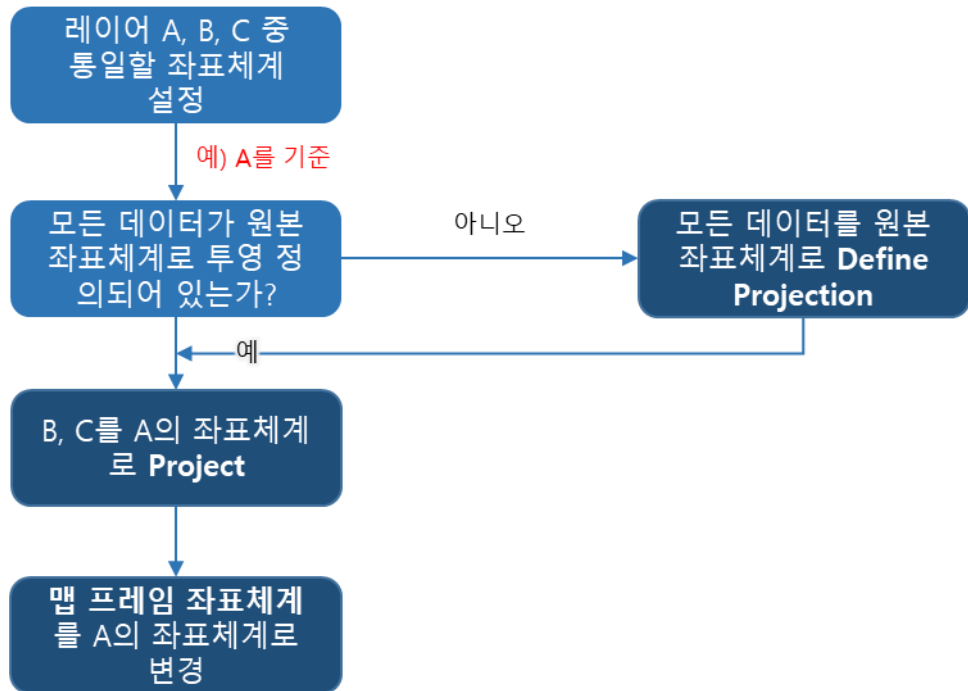 레이어 A, B, C 중
통일할 좌표체계
설정
예) A를 기준
모든 데이터가 원본
좌표체계로 투영 정
의되어 있는가?
아니오
모든 데이터를 원본
좌표체계로 Define
Projection
예
B, C를 A의 좌표체계
로 Project
맵 프레임 좌표체계
를 A의 좌표체계로
변경